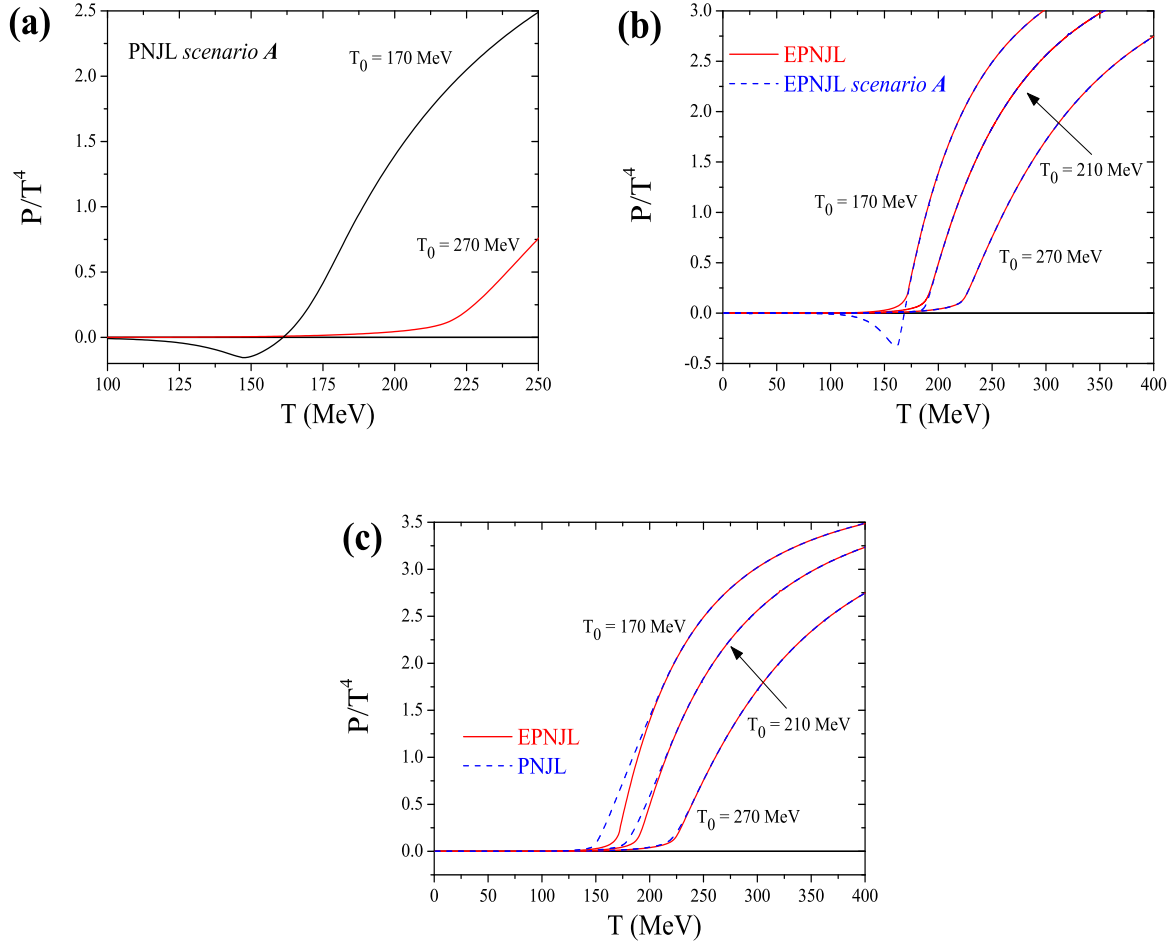 (a)
PNJL scenario A
T0 = 170 MeV
T0 = 270 MeV
P/T4
2.5
2.0
1.5
1.0
0.5
0.0
100 125 150 175 200 225 250
T (MeV)
(b)
EPNJL
EPNJL scenario A
T0 = 210 MeV
T0 = 170 MeV
T0 = 270 MeV
P/T4
3.0
2.5
2.0
1.5
1.0
0.5
0.0
-0.5
0 50 100 150 200 250 300 350 400
T (MeV)
(c)
T0 = 170 MeV
T0 = 210 MeV
EPNJL
PNJL
T0 = 270 MeV
P/T4
3.5
3.0
2.5
2.0
1.5
1.0
0.5
0.0
0 50 100 150 200 250 300 350 400
T (MeV)